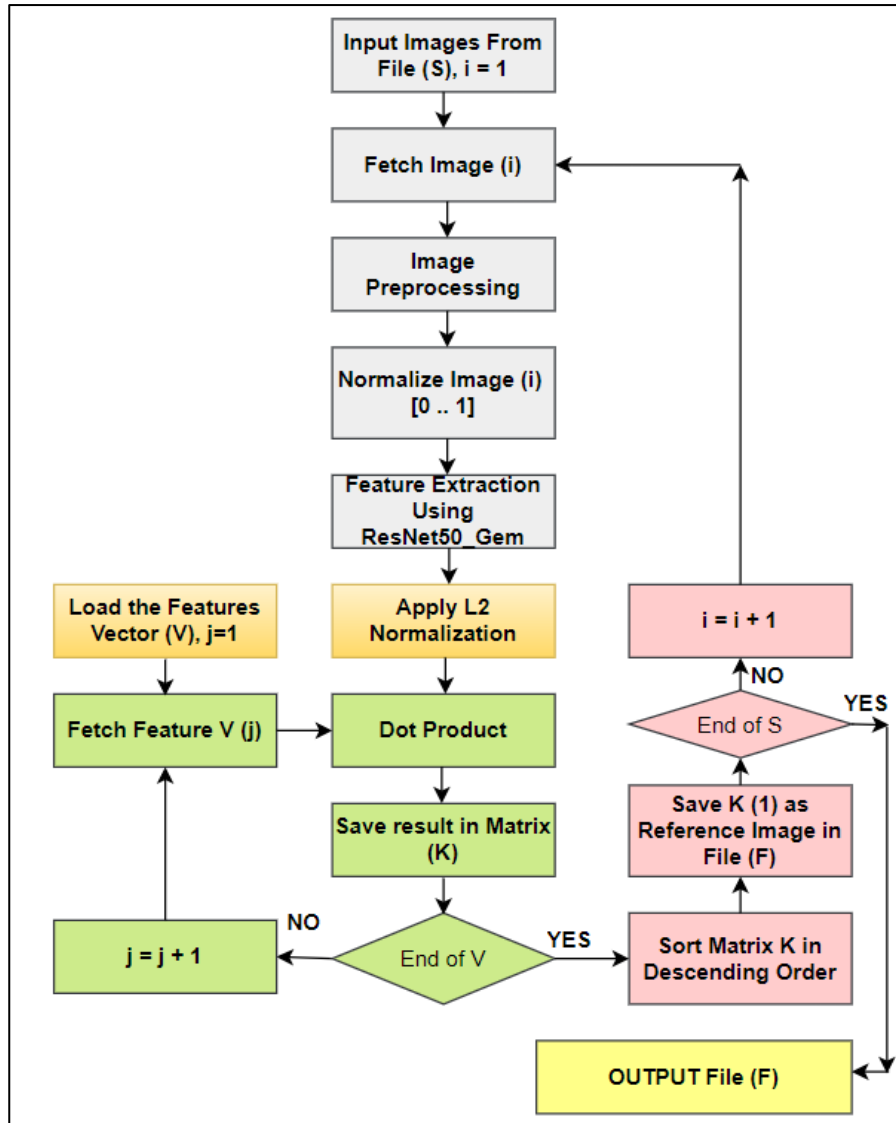 Input Images From
File (S), i = 1
Fetch Image (i)
Image
Preprocessing
Normalize Image (i)
[0 .. 1]
Feature Extraction
Using
ResNet50_Gem
Load the Features
Vector (V), j=1
Apply L2
Normalization
i = i + 1
NO
YES
Fetch Feature V (j)
Dot Product
End of S
Save result in Matrix
(K)
Save K (1) as
Reference Image in
File (F)
NO
YES
j = j + 1
End of V
Sort Matrix K in
Descending Order
OUTPUT File (F)